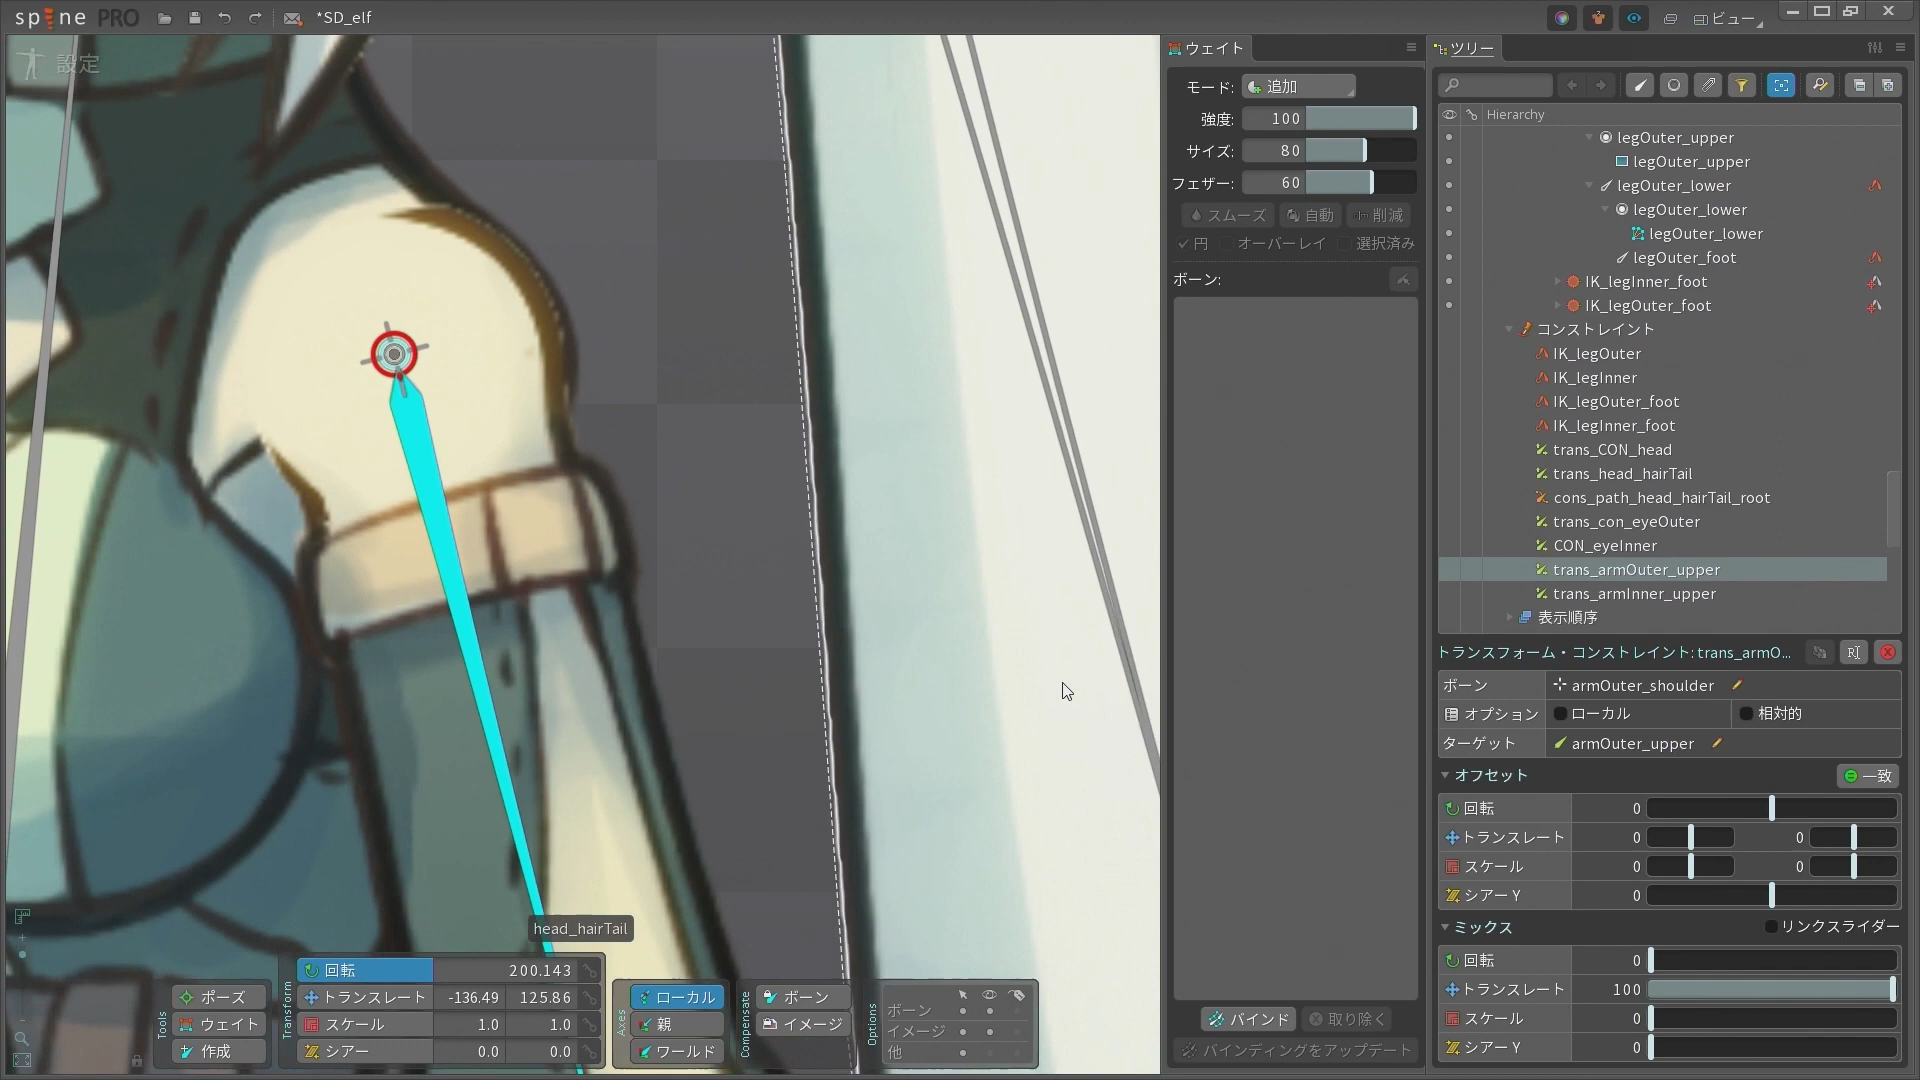 spine PRO
*SD_elf
ビュー
設定
ウェイト
モード:
追加
強度:
100
サイズ:
80
フェザー:
60
スムーズ
自動
削減
円
オーバーレイ
選択済み
ボーン:
バインド
取り除く
バインディングをアップデート
ツリー
Hierarchy
legOuter_upper
legOuter_upper
legOuter_lower
legOuter_lower
legOuter_lower
legOuter_foot
IK_legInner_foot
IK_legOuter_foot
コンストレイント
IK_legOuter
IK_legInner
IK_legOuter_foot
IK_legInner_foot
trans_CON_head
trans_head_hairTail
cons_path_head_hairTail_root
trans_con_eyeOuter
CON_eyeInner
trans_armOuter_upper
trans_armInner_upper
表示順序
トランスフォーム・コンストレイント: trans_armO...
ボーン
armOuter_shoulder
オプション
ローカル
相対的
ターゲット
armOuter_upper
オフセット
一致
回転
0
トランスレート
0
0
スケール
0
0
シアー Y
0
ミックス
リンクスライダー
回転
0
トランスレート
100
スケール
0
シアー Y
0
head_hairTail
Tools
ポーズ
ウェイト
作成
Transform
回転
200.143
トランスレート
-136.49
125.86
スケール
1.0
1.0
シアー
0.0
0.0
Axes
ローカル
親
ワールド
Compensate
ボーン
イメージ
Options
ボーン
イメージ
他